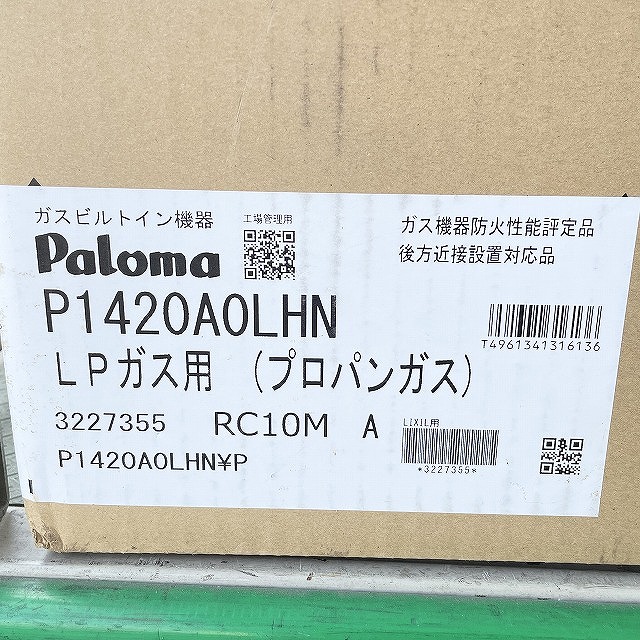 ガスビルトイン機器
工場管理用
ガス機器防火性能評定品
後方近接設置対応品
Paloma
P1420A0LHN
T4961341316136
LPガス用 (プロパンガス)
3227355 RC10M A
LIXIL用
*3227355*
P1420A0LHN¥P